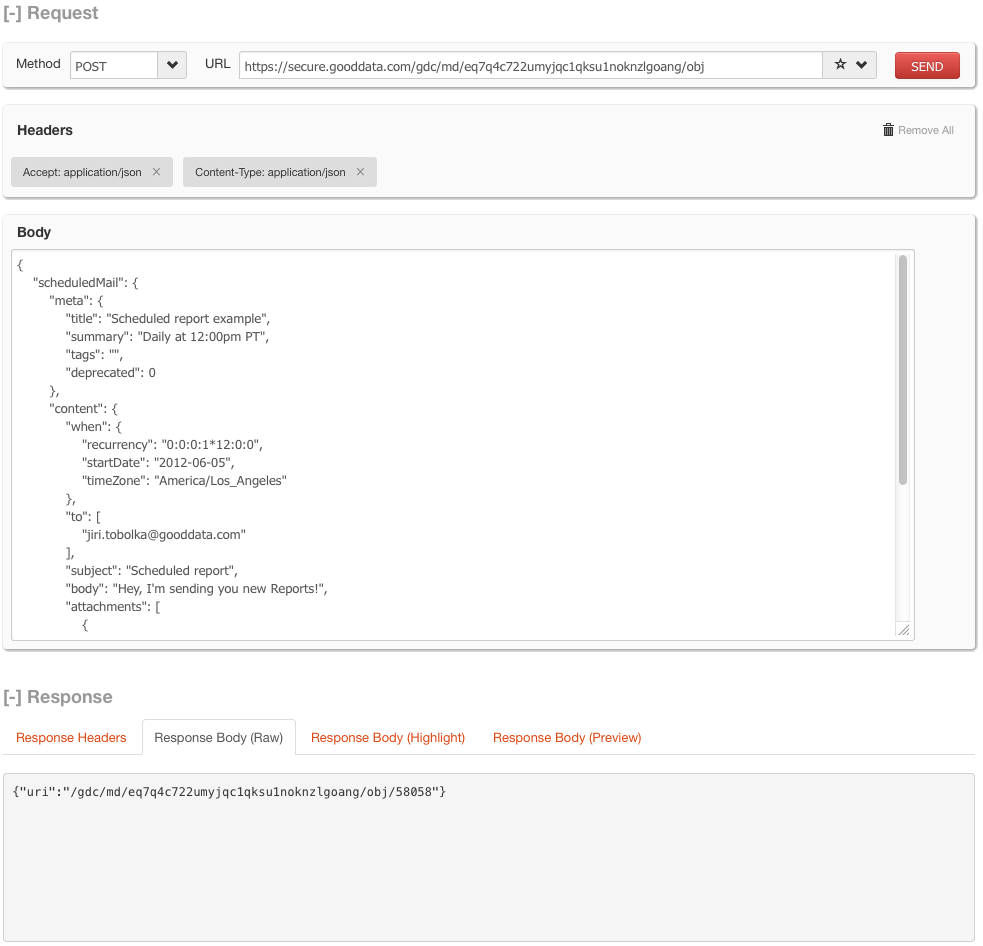 [-] Request
Method POST URL https://secure.gooddata.com/gdc/md/eq7q4c722umyjqc1qksu1noknzlgoang/obj SEND
Headers Remove All
Accept: application/json × Content-Type: application/json ×
Body
{
"scheduledMail": {
"meta": {
"title": "Scheduled report example",
"summary": "Daily at 12:00pm PT",
"tags": "",
"deprecated": 0
},
"content": {
"when": {
"recurrency": "0:0:0:1*12:0:0",
"startDate": "2012-06-05",
"timeZone": "America/Los_Angeles"
},
"to": [
"jiri.tobolka@gooddata.com"
],
"subject": "Scheduled report",
"body": "Hey, I'm sending you new Reports!",
"attachments": [
{
[-] Response
Response Headers Response Body (Raw) Response Body (Highlight) Response Body (Preview)
{"uri":"/gdc/md/eq7q4c722umyjqc1qksu1noknzlgoang/obj/58058"}